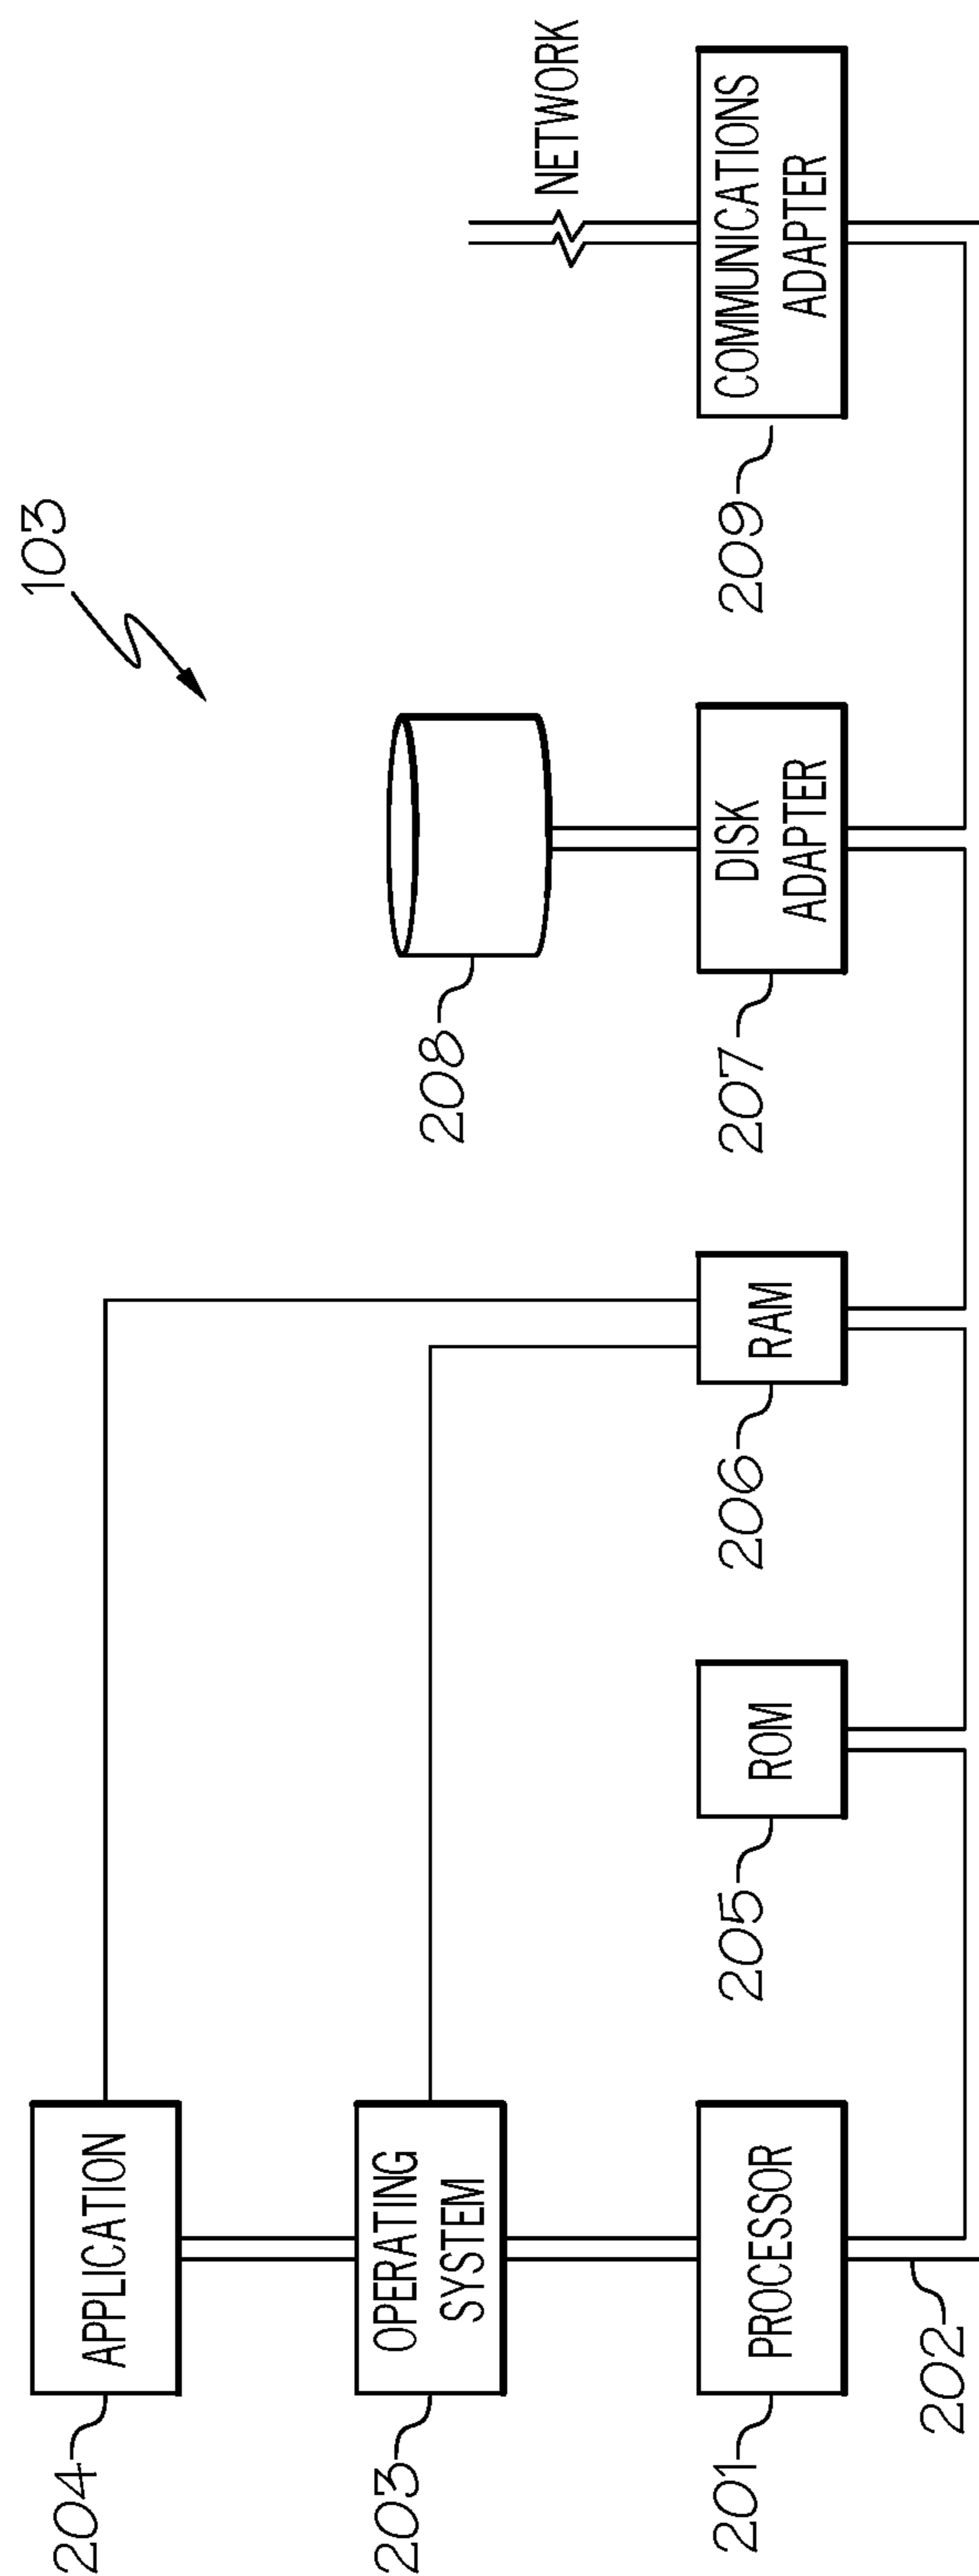 103
204
APPLICATION
203
OPERATING
SYSTEM
208
NETWORK
201
PROCESSOR
205
ROM
206
RAM
207
DISK
ADAPTER
209
COMMUNICATIONS
ADAPTER
202